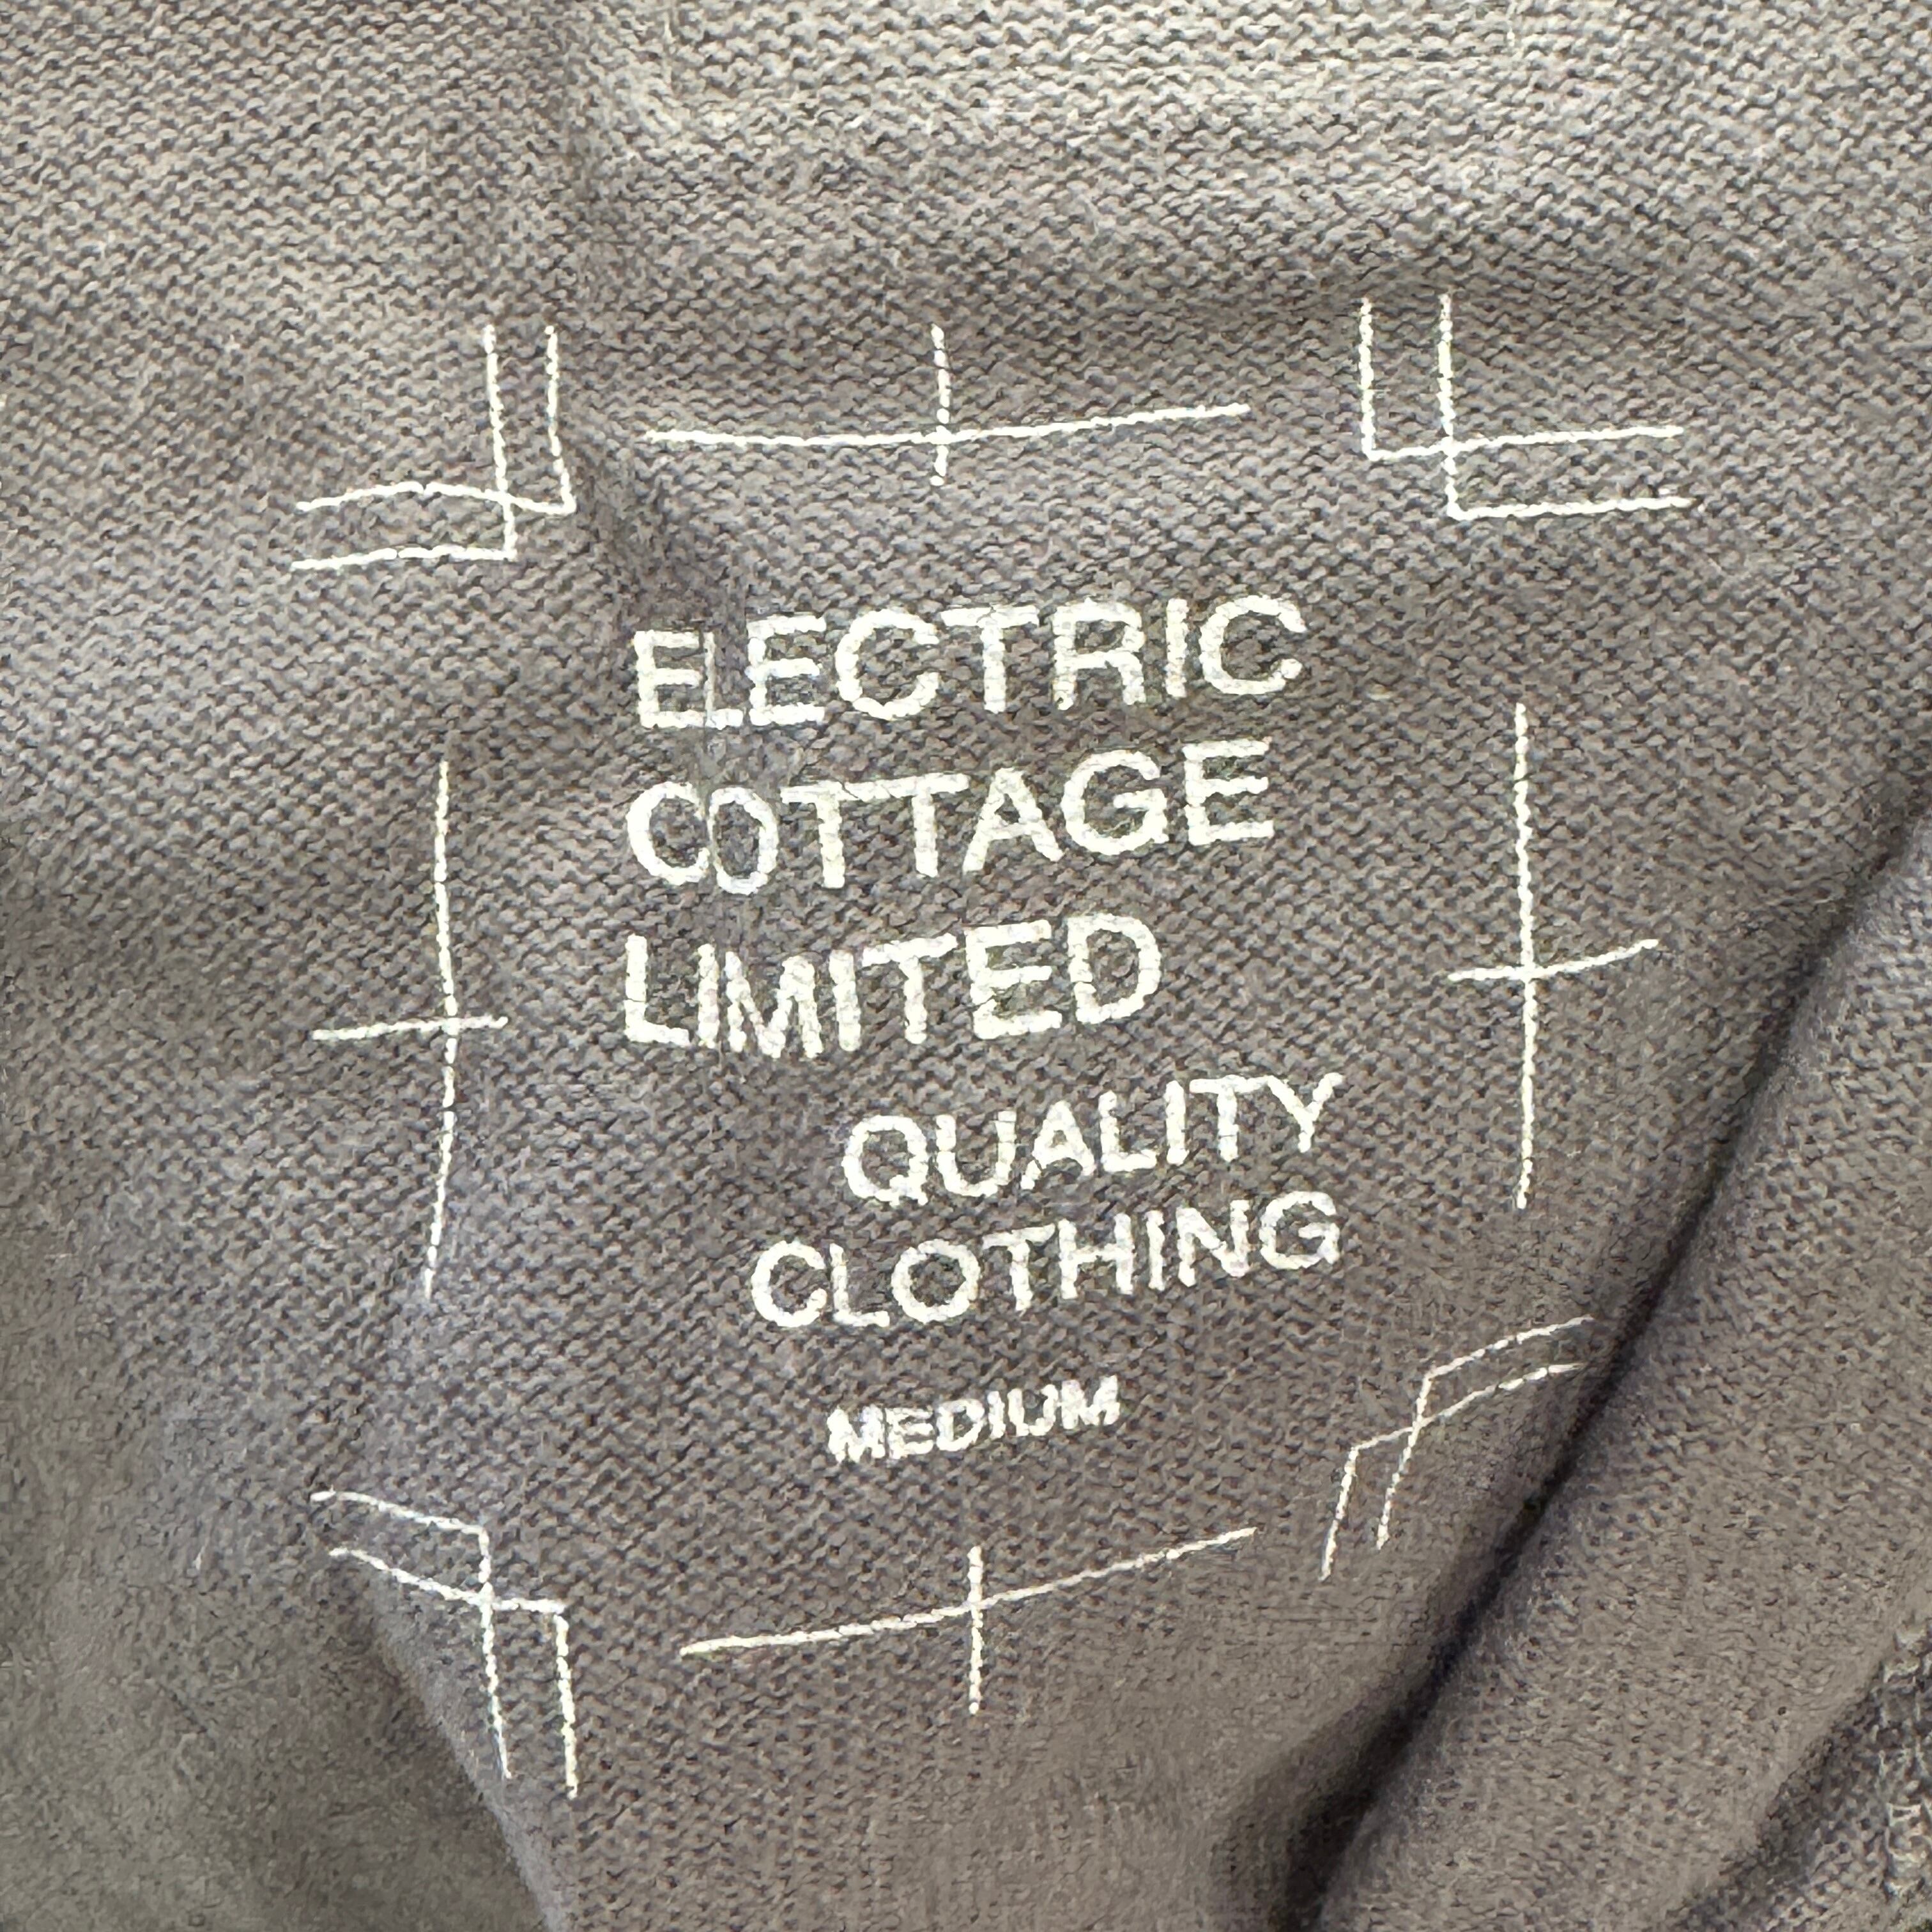 ELECTRIC
COTTAGE
LIMITED
QUALITY
CLOTHING
MEDIUM